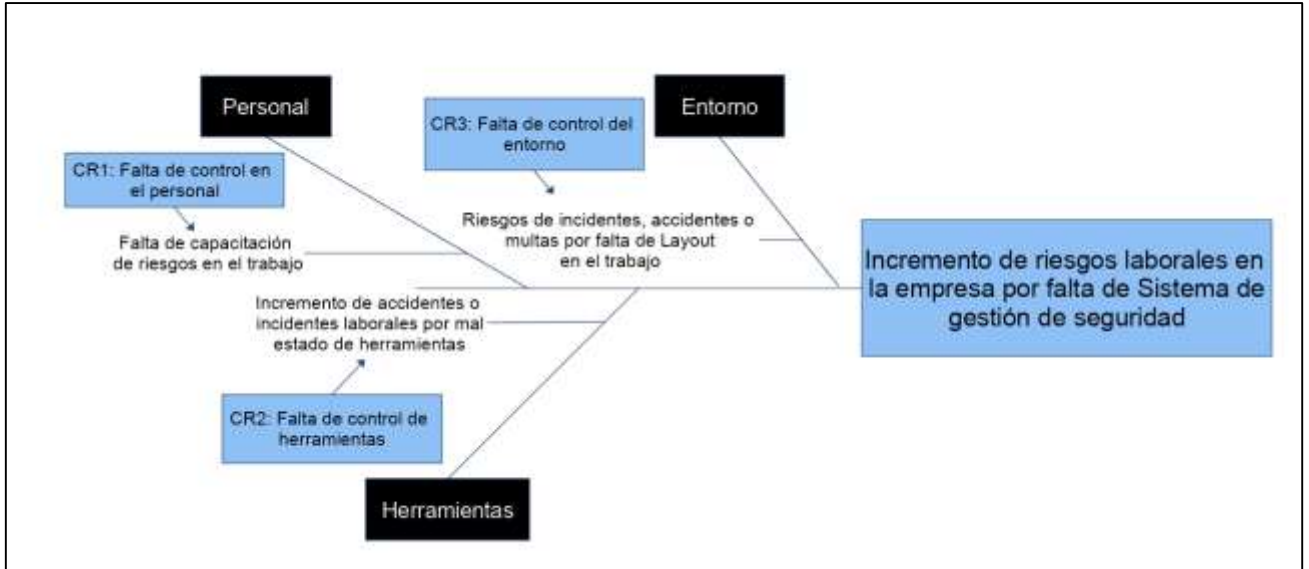 Personal
CR3: Falta de control del
entorno
Entorno
CR1: Falta de control en
el personal
Falta de capacitación
de riesgos en el trabajo
Riesgos de incidentes, accidentes o
multas por falta de Layout
en el trabajo
Incremento de accidentes o
incidentes laborales por mal
estado de herramientas
Incremento de riesgos laborales en
la empresa por falta de Sistema de
gestión de seguridad
CR2: Falta de control de
herramientas
Herramientas